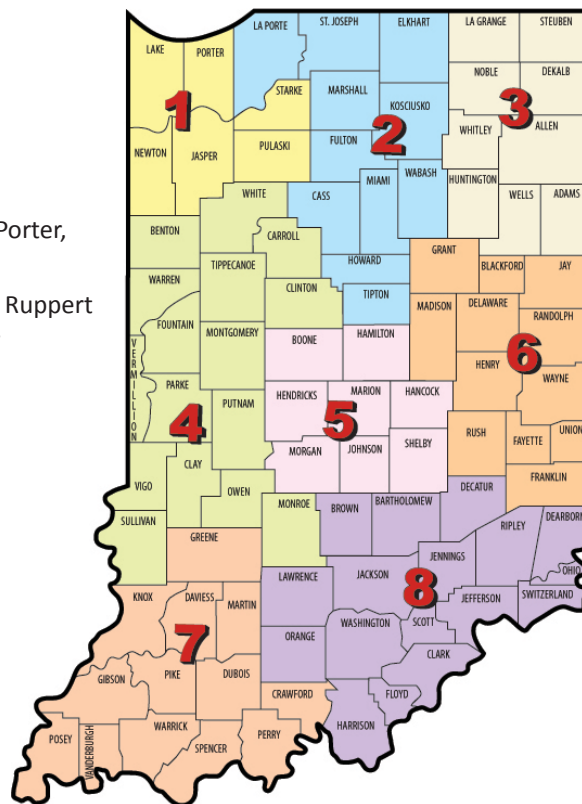 LA PORTE
ST. JOSEPH
ELKHART
LA GRANGE
STEUBEN
LAKE
PORTER
NOBLE
DEKALB
STARKE
MARSHALL
KOSCIUSKO
1
2
3
ALLEN
WHITLEY
NEWTON
JASPER
PULASKI
FULTON
MIAMI
WABASH
HUNTINGTON
WHITE
CASS
WELLS
ADAMS
Porter,
BENTON
CARROLL
GRANT
HOWARD
BLACKFORD
JAY
WARREN
TIPPECANOE
CLINTON
TIPTON
MADISON
DELAWARE
Ruppert
RANDOLPH
FOUNTAIN
MONTGOMERY
BOONE
HAMILTON
VERMILLION
HENRY
6
WAYNE
PARKE
PUTNAM
HENDRICKS
MARION
HANCOCK
4
5
RUSH
FAYETTE
UNION
CLAY
MORGAN
JOHNSON
SHELBY
VIGO
OWEN
FRANKLIN
MONROE
BROWN
BARTHOLOMEW
DECATUR
SULLIVAN
GREENE
RIPLEY
DEARBORN
JENNINGS
JACKSON
OHIO
LAWRENCE
8
KNOX
DAVIESS
MARTIN
JEFFERSON
SWITZERLAND
SCOTT
WASHINGTON
ORANGE
7
CLARK
GIBSON
PIKE
DUBOIS
CRAWFORD
FLOYD
HARRISON
POSEY
VANDERBURGH
WARRICK
SPENCER
PERRY